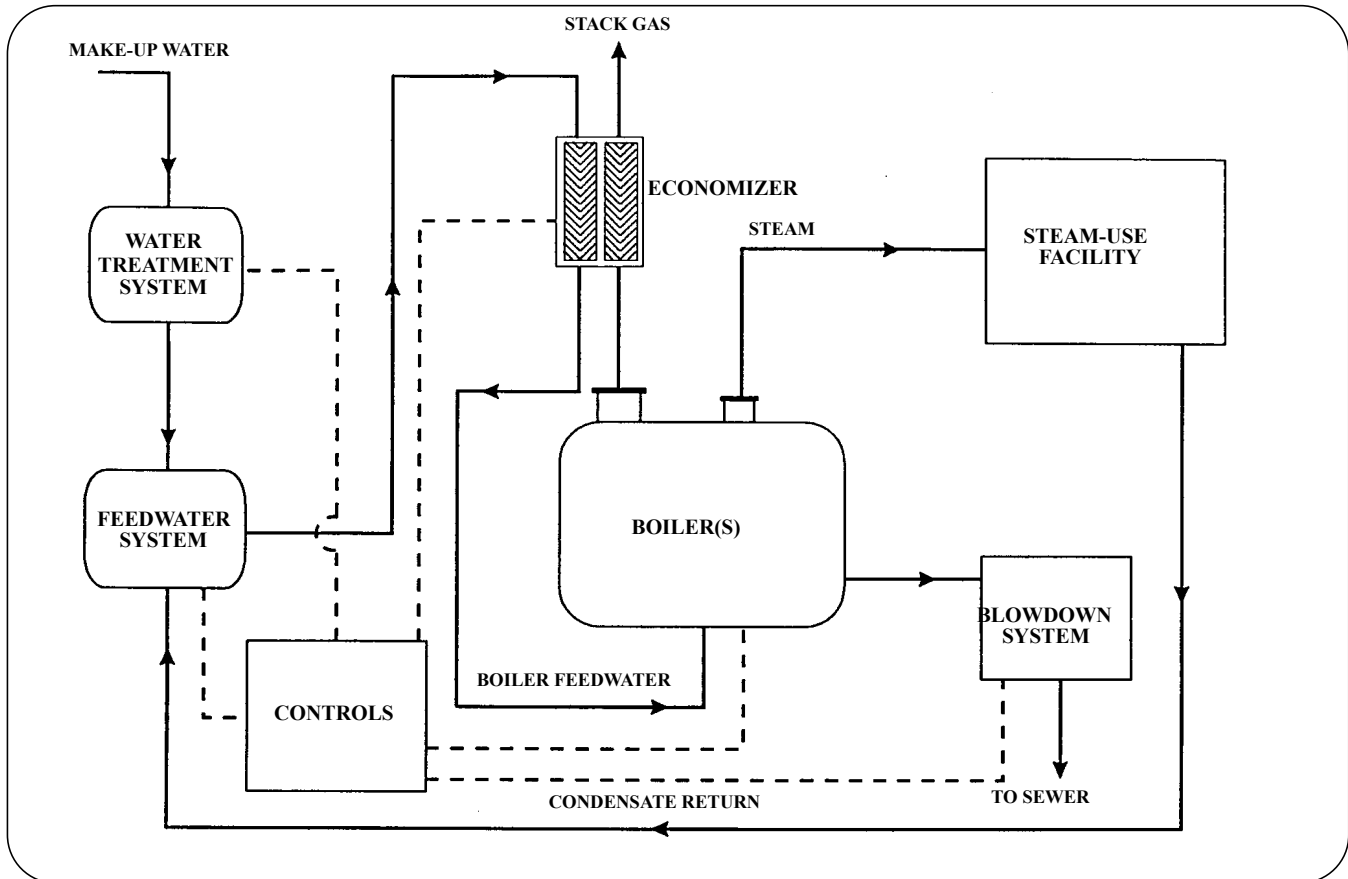 STACK GAS
MAKE-UP WATER
ECONOMIZER
STEAM
STEAM-USE
FACILITY
WATER
TREATMENT
SYSTEM
FEEDWATER
SYSTEM
BOILER(S)
BLOWDOWN
SYSTEM
BOILER FEEDWATER
CONTROLS
TO SEWER
CONDENSATE RETURN